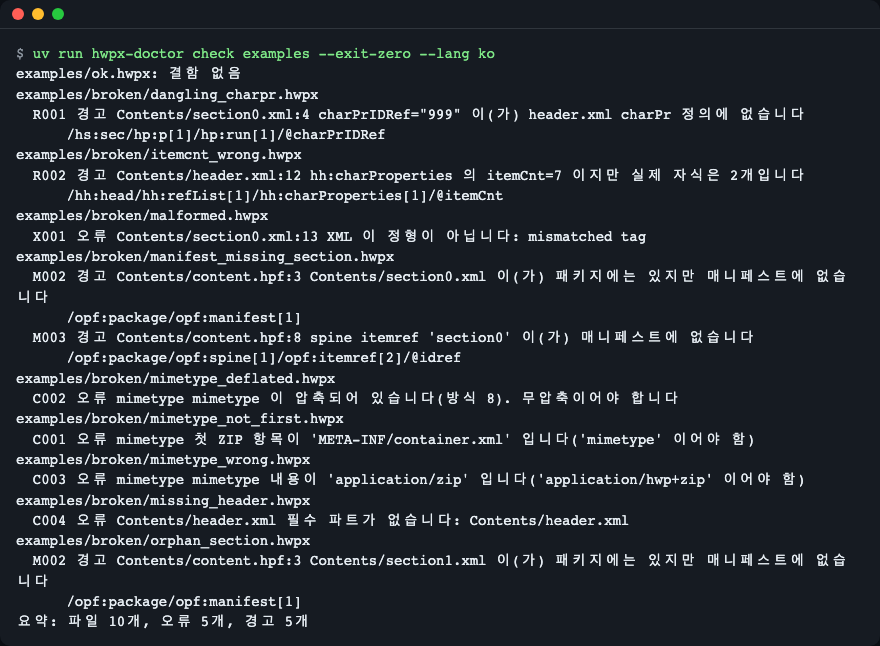 $ uv run hwpx-doctor check examples --exit-zero --lang ko
examples/ok.hwpx: 결함 없음
examples/broken/dangling_charpr.hwpx
R001 경고 Contents/section0.xml:4 charPrIDRef="999" 이(가) header.xml charPr 정의에 없습니다
/hs:sec/hp:p[1]/hp:run[1]/@charPrIDRef
examples/broken/itemcnt_wrong.hwpx
R002 경고 Contents/header.xml:12 hh:charProperties 의 itemCnt=7 이지만 실제 자식은 2개입니다
/hh:head/hh:refList[1]/hh:charProperties[1]/@itemCnt
examples/broken/malformed.hwpx
X001 오류 Contents/section0.xml:13 XML 이 정형이 아닙니다: mismatched tag
examples/broken/manifest_missing_section.hwpx
M002 경고 Contents/content.hpf:3 Contents/section0.xml 이(가) 패키지에는 있지만 매니페스트에 없습
니다
/opf:package/opf:manifest[1]
M003 경고 Contents/content.hpf:8 spine itemref 'section0' 이(가) 매니페스트에 없습니다
/opf:package/opf:spine[1]/opf:itemref[2]/@idref
examples/broken/mimetype_deflated.hwpx
C002 오류 mimetype mimetype 이 압축되어 있습니다(방식 8). 무압축이어야 합니다
examples/broken/mimetype_not_first.hwpx
C001 오류 mimetype 첫 ZIP 항목이 'META-INF/container.xml' 입니다('mimetype' 이어야 함)
examples/broken/mimetype_wrong.hwpx
C003 오류 mimetype mimetype 내용이 'application/zip' 입니다('application/hwp+zip' 이어야 함)
examples/broken/missing_header.hwpx
C004 오류 Contents/header.xml 필수 파트가 없습니다: Contents/header.xml
examples/broken/orphan_section.hwpx
M002 경고 Contents/content.hpf:3 Contents/section1.xml 이(가) 패키지에는 있지만 매니페스트에 없습
니다
/opf:package/opf:manifest[1]
요약: 파일 10개, 오류 5개, 경고 5개